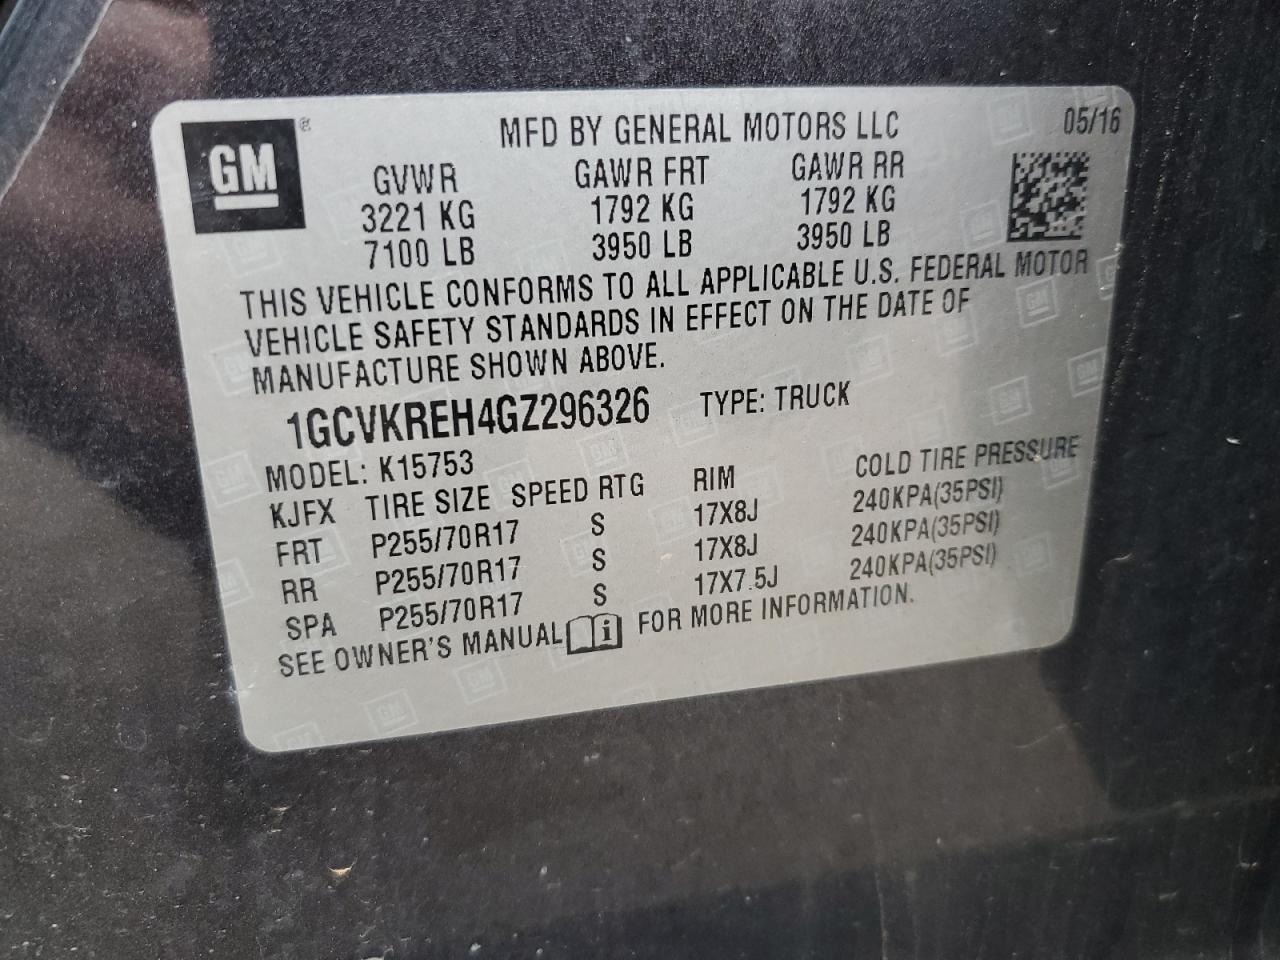 GM®
MFD BY GENERAL MOTORS LLC 05/16
GVWR GAWR FRT GAWR RR
3221 KG 1792 KG 1792 KG
7100 LB 3950 LB 3950 LB
THIS VEHICLE CONFORMS TO ALL APPLICABLE U.S. FEDERAL MOTOR
VEHICLE SAFETY STANDARDS IN EFFECT ON THE DATE OF
MANUFACTURE SHOWN ABOVE.
1GCVKREH4GZ296326 TYPE: TRUCK
MODEL: K15753
KJFX TIRE SIZE SPEED RTG RIM COLD TIRE PRESSURE
FRT P255/70R17 S 17X8J 240KPA(35PSI)
RR P255/70R17 S 17X8J 240KPA(35PSI)
SPA P255/70R17 S 17X7.5J 240KPA(35PSI)
SEE OWNER'S MANUAL i FOR MORE INFORMATION.